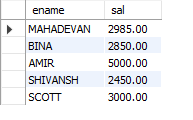 ename sal
MAHADEVAN 2985.00
BINA 2850.00
AMIR 5000.00
SHIVANSH 2450.00
SCOTT 3000.00